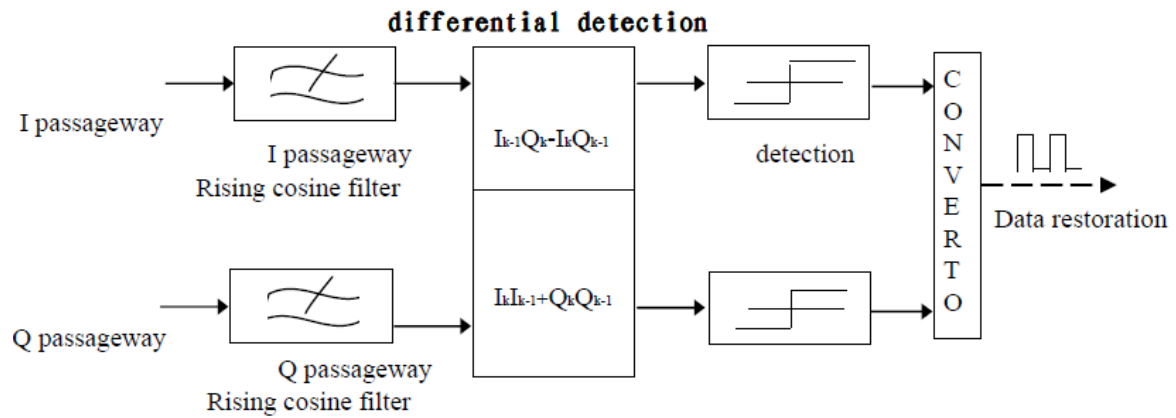 differential detection
I passageway
I passageway
Rising cosine filter
Iₖ₋₁Qₖ-IₖQₖ₋₁
detection
CONVERTO
Data restoration
Q passageway
Q passageway
Rising cosine filter
IₖIₖ₋₁+QₖQₖ₋₁